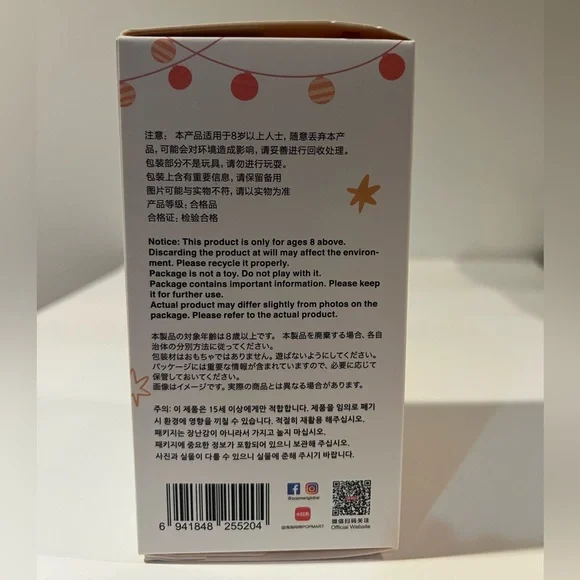 注意: 本产品适用于8岁以上人士, 随意丢弃本产
品, 可能会对环境造成影响, 请妥善进行回收处理。
包装部分不是玩具, 请勿进行玩耍。
包装上含有重要信息, 请保留备用
图片可能与实物不符, 请以实物为准
产品等级: 合格品
合格证: 检验合格
Notice: This product is only for ages 8 above.
Discarding the product at will may affect the environ-
ment. Please recycle it properly.
Package is not a toy. Do not play with it.
Package contains important information. Please keep
it for further use.
Actual product may differ slightly from photos on the
package. Please refer to the actual product.
本製品の対象年齢は8歳以上です。 本製品を廃棄する場合、各自
治体の分別方法に従ってください。
包装材はおもちゃではありません。遊ばないようにしてください。
パッケージには重要な情報が含まれていますので、必要に応じて
保管しておいてください。
画像はイメージです。実際の商品とは異なる場合があります。
주의: 이 제품은 15세 이상에게만 적합합니다. 제품을 임의로 폐기
시 환경에 영향을 끼칠 수 있습니다. 적절히 재활용 해주십시오.
패키지는 장난감이 아니라서 가지고 놀지 마십시오.
패키지에 중요한 정보가 포함되어 있으니 보관해 주십시오.
사진과 실물이 다를 수 있으니 실물에 준해 주시기 바랍니다.
6 941848 255204
小红书
微信扫码关注
Official Website